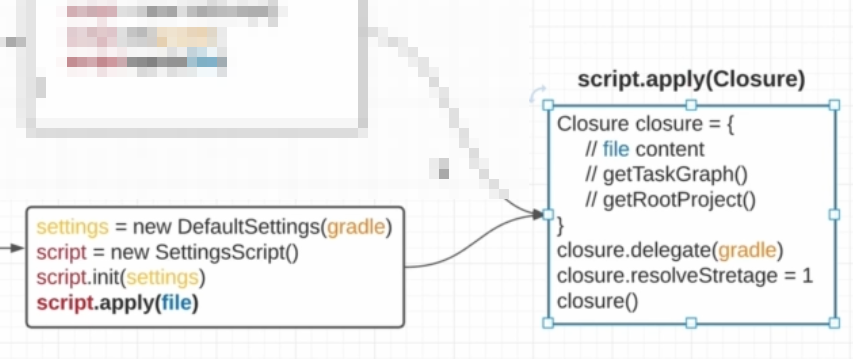 script.apply(Closure)
Closure closure = {
// file content
// getTaskGraph()
// getRootProject()
}
closure.delegate(gradle)
closure.resolveStretage = 1
closure()
settings = new DefaultSettings(gradle)
script = new SettingsScript()
script.init(settings)
script.apply(file)